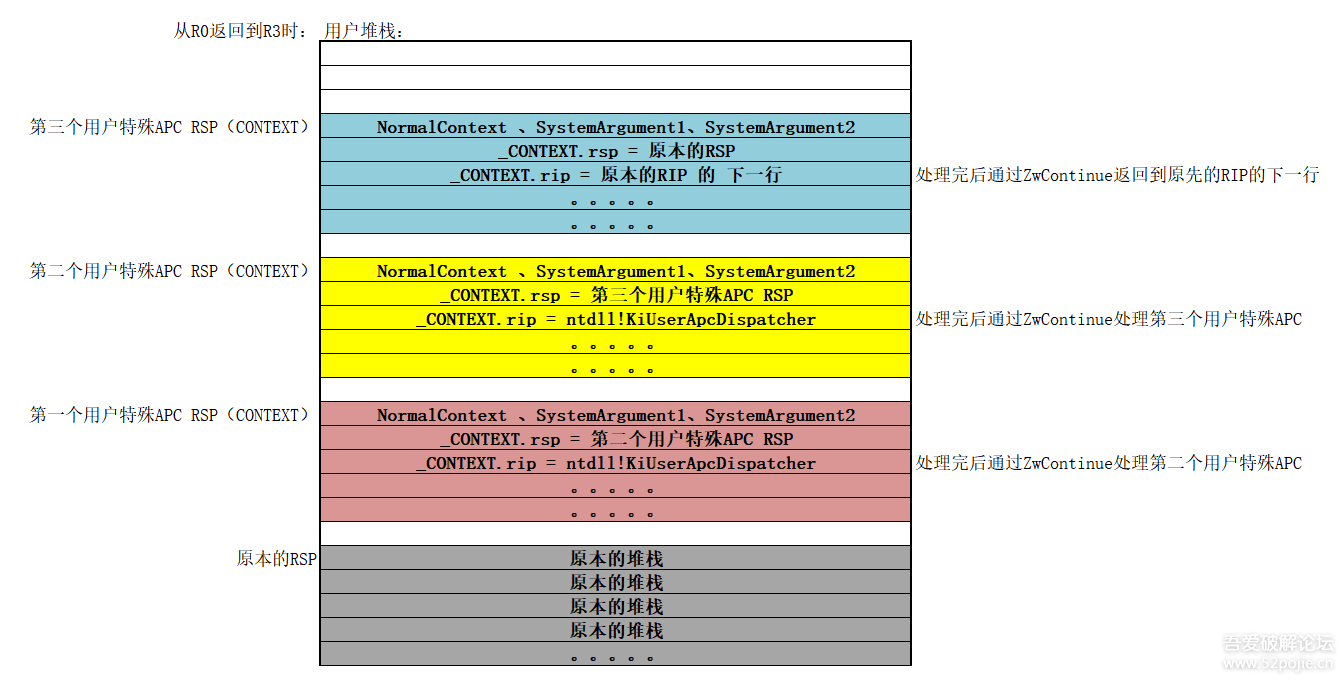 从R0返回到R3时： 用户堆栈：
第三个用户特殊APC RSP（CONTEXT）
NormalContext 、SystemArgument1、SystemArgument2
_CONTEXT.rsp = 原本的RSP
_CONTEXT.rip = 原本的RIP 的 下一行
处理完后通过ZwContinue返回到原先的RIP的下一行
。。。。。
。。。。。
第二个用户特殊APC RSP（CONTEXT）
NormalContext 、SystemArgument1、SystemArgument2
_CONTEXT.rsp = 第三个用户特殊APC RSP
_CONTEXT.rip = ntdll!KiUserApcDispatcher
处理完后通过ZwContinue处理第三个用户特殊APC
。。。。。
。。。。。
第一个用户特殊APC RSP（CONTEXT）
NormalContext 、SystemArgument1、SystemArgument2
_CONTEXT.rsp = 第二个用户特殊APC RSP
_CONTEXT.rip = ntdll!KiUserApcDispatcher
处理完后通过ZwContinue处理第二个用户特殊APC
。。。。。
。。。。。
原本的RSP
原本的堆栈
原本的堆栈
原本的堆栈
原本的堆栈
。。。。。
吾爱破解论坛
www.52pojie.cn